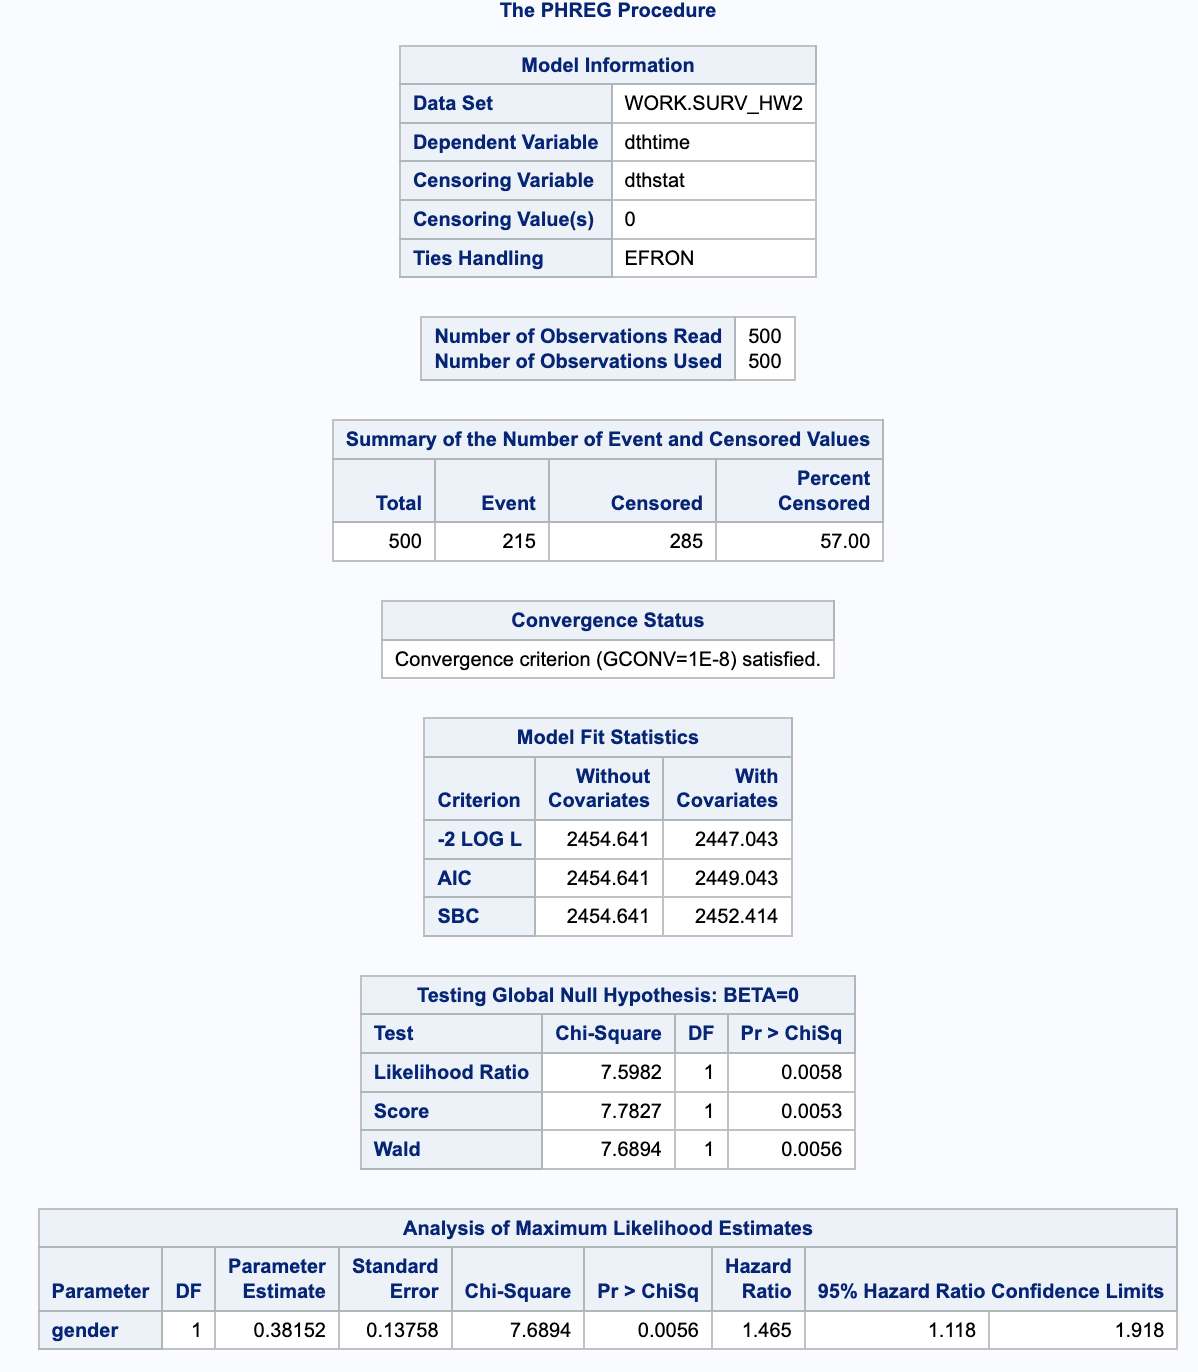 The PHREG Procedure
Model Information
Data Set WORK.SURV_HW2
Dependent Variable dthtime
Censoring Variable dthstat
Censoring Value(s) 0
Ties Handling EFRON
Number of Observations Read 500
Number of Observations Used 500
Summary of the Number of Event and Censored Values
Total Event Censored Percent Censored
500 215 285 57.00
Convergence Status
Convergence criterion (GCONV=1E-8) satisfied.
Model Fit Statistics
Criterion Without Covariates With Covariates
-2 LOG L 2454.641 2447.043
AIC 2454.641 2449.043
SBC 2454.641 2452.414
Testing Global Null Hypothesis: BETA=0
Test Chi-Square DF Pr > ChiSq
Likelihood Ratio 7.5982 1 0.0058
Score 7.7827 1 0.0053
Wald 7.6894 1 0.0056
Analysis of Maximum Likelihood Estimates
Parameter DF Parameter Estimate Standard Error Chi-Square Pr > ChiSq Hazard Ratio 95% Hazard Ratio Confidence Limits
gender 1 0.38152 0.13758 7.6894 0.0056 1.465 1.118 1.918